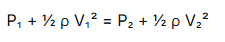 P₁ + ½ ρ V₁² = P₂ + ½ ρ V₂²